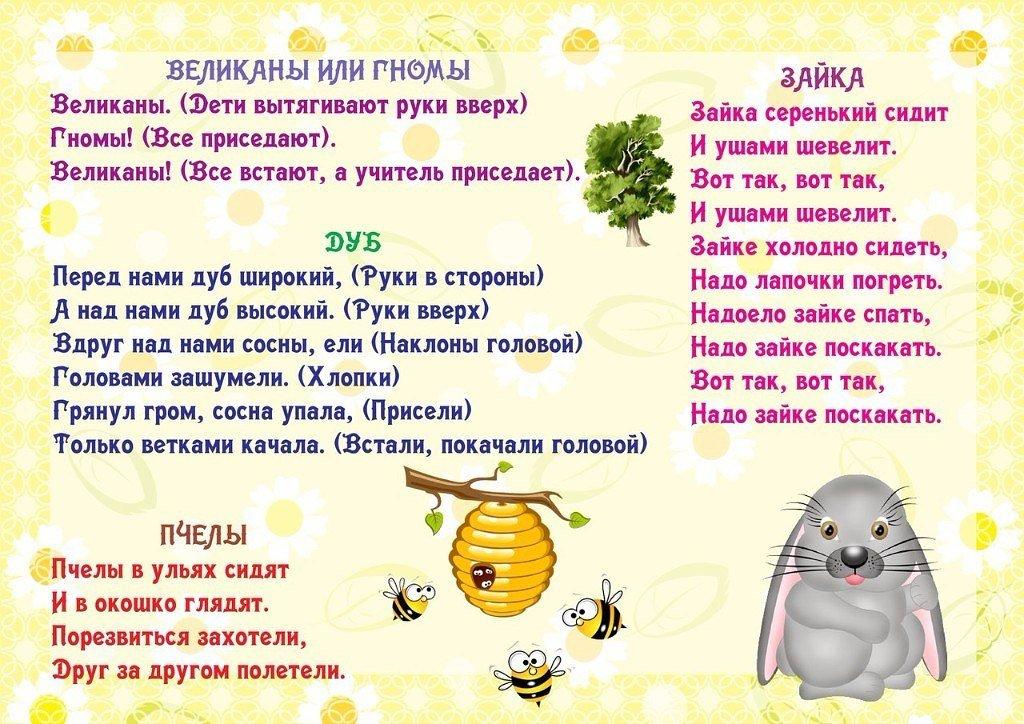 ВЕЛИКАНЫ ИЛИ ГНОМЫ
Великаны. (Дети вытягивают руки вверх)
Гномы! (Все приседают).
Великаны! (Все встают, а учитель приседает).
ДУБ
Перед нами дуб широкий, (Руки в стороны)
А над нами дуб высокий. (Руки вверх)
Вдруг над нами сосны, ели (Наклоны головой)
Головами зашумели. (Хлопки)
Грянул гром, сосна упала, (Присели)
Только ветками качала. (Встали, покачали головой)
ПЧЕЛЫ
Пчелы в ульях сидят
И в окошко глядят.
Порезвиться захотели,
Друг за другом полетели.
ЗАЙКА
Зайка серенький сидит
И ушами шевелит.
Вот так, вот так,
И ушами шевелит.
Зайке холодно сидеть,
Надо лапочки погреть.
Надоело зайке спать,
Надо зайке поскакать.
Вот так, вот так,
Надо зайке поскакать.